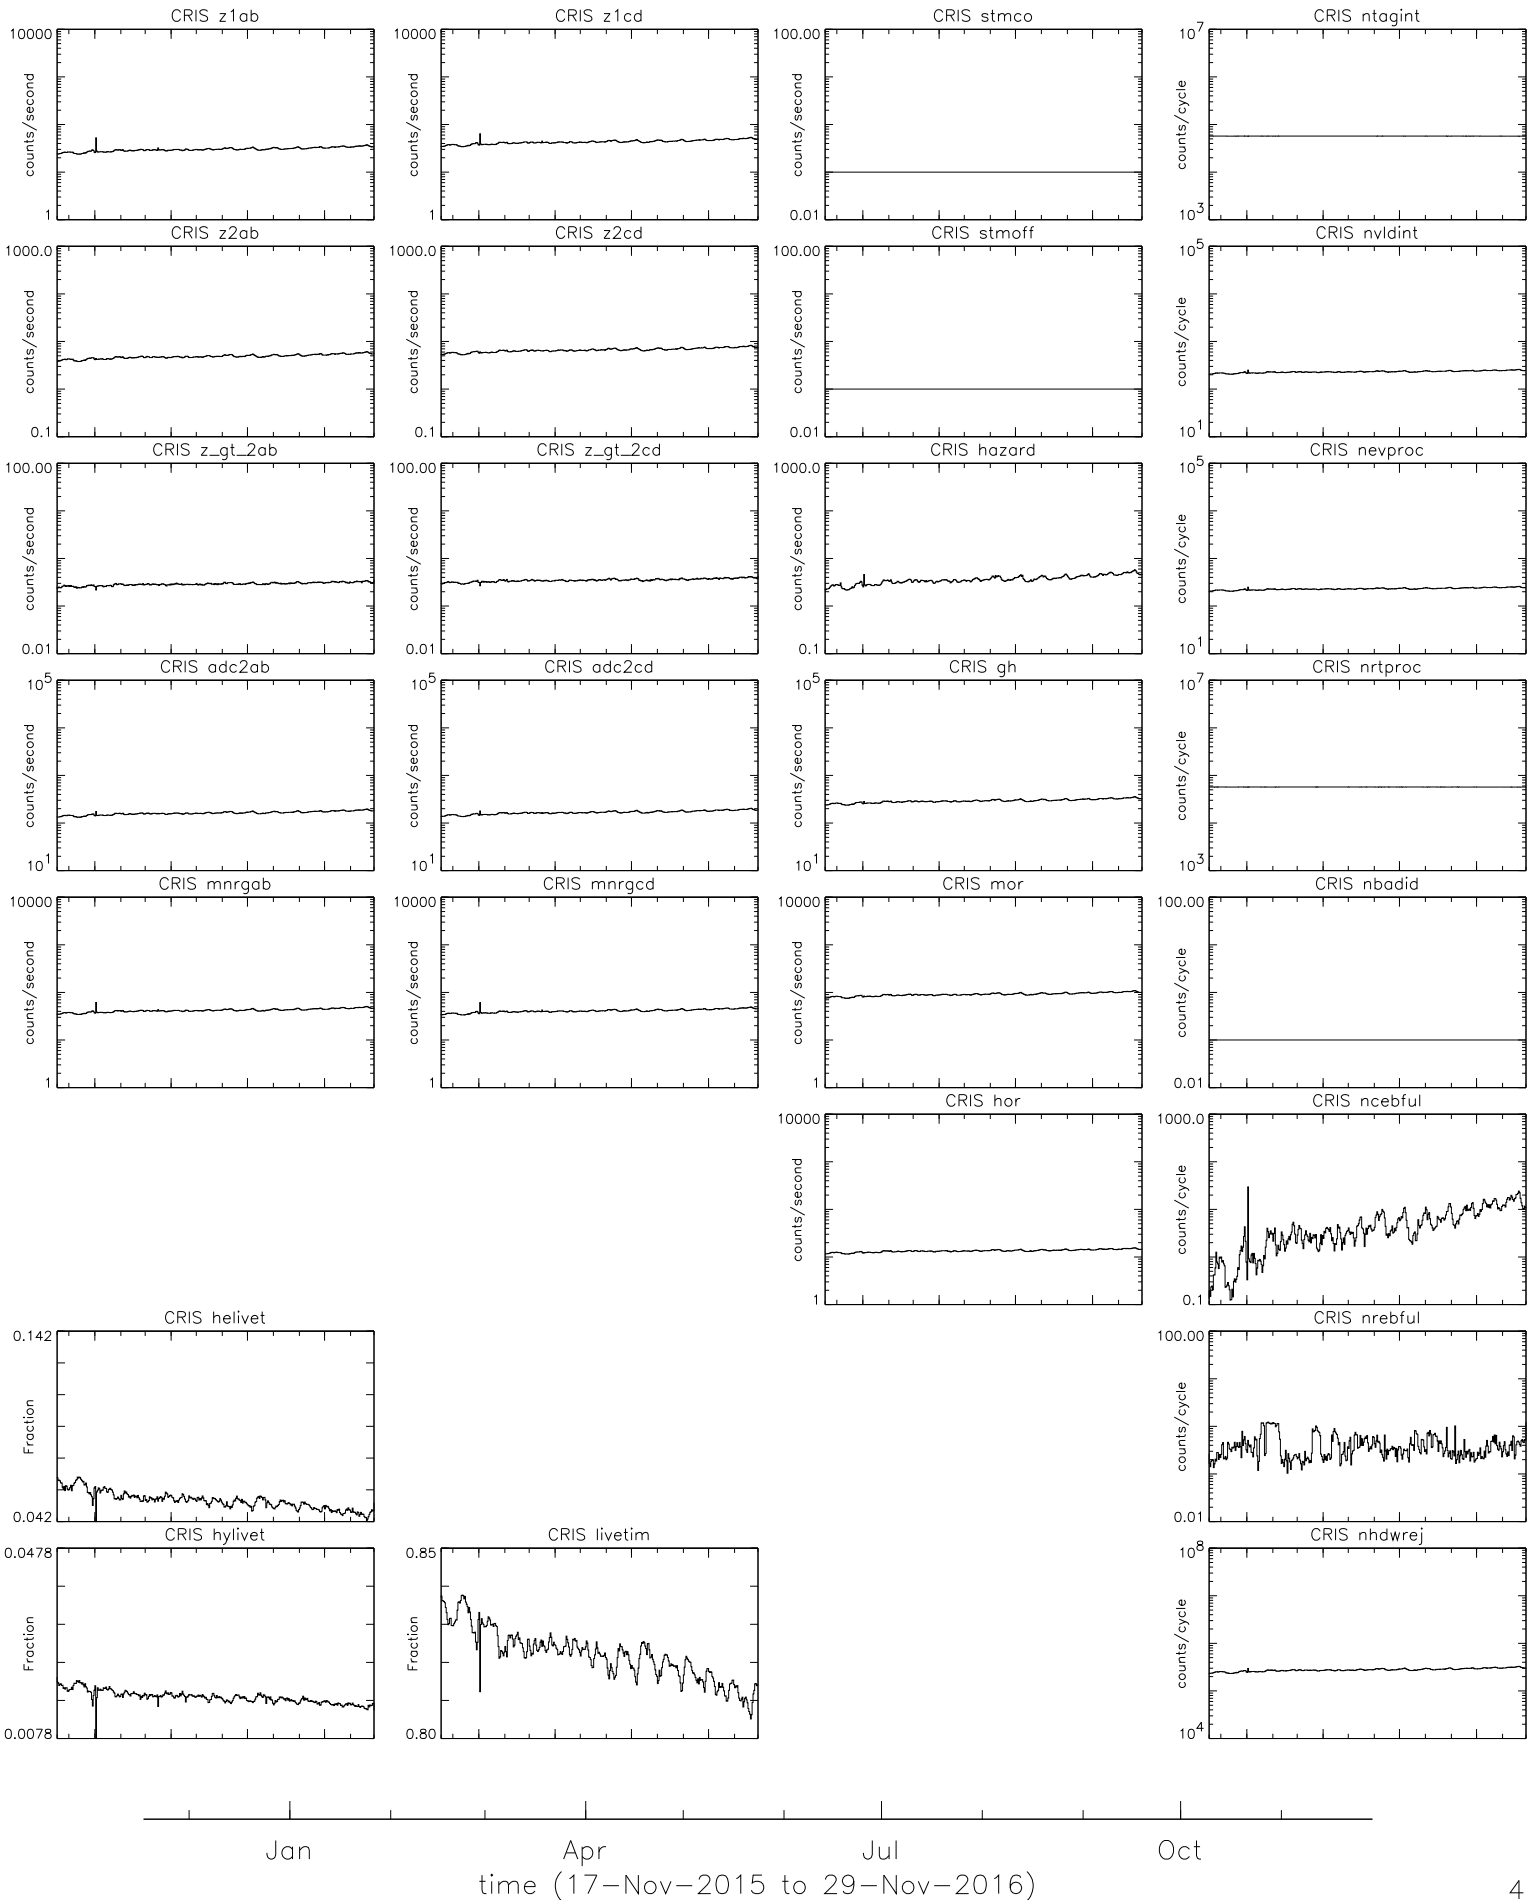 CRIS z1ab
CRIS z1cd
CRIS stmco
CRIS ntagint
10000
counts/second
1
10000
counts/second
1
100.00
counts/second
0.01
10^7
counts/cycle
10^3
CRIS z2ab
CRIS z2cd
CRIS stmoff
CRIS nvldint
1000.0
counts/second
0.1
1000.0
counts/second
0.1
100.00
counts/second
0.01
10^5
counts/cycle
10^1
CRIS z_gt_2ab
CRIS z_gt_2cd
CRIS hazard
CRIS nevproc
100.00
counts/second
0.01
100.00
counts/second
0.01
1000.0
counts/second
0.1
10^5
counts/cycle
10^1
CRIS adc2ab
CRIS adc2cd
CRIS gh
CRIS nrtproc
10^5
counts/second
10^1
10^5
counts/second
10^1
10^5
counts/second
10^1
10^7
counts/cycle
10^3
CRIS mnrgab
CRIS mnrgcd
CRIS mor
CRIS nbadid
10000
counts/second
1
10000
counts/second
1
10000
counts/second
1
100.00
counts/cycle
0.01
CRIS hor
CRIS ncebful
10000
counts/second
1
1000.0
counts/cycle
0.1
CRIS helivet
CRIS nrebful
0.142
Fraction
0.042
100.00
counts/cycle
0.01
CRIS hylivet
CRIS livetim
CRIS nhdwrej
0.0478
Fraction
0.0078
0.85
Fraction
0.80
10^8
counts/cycle
10^4
Jan
Apr
Jul
Oct
time (17-Nov-2015 to 29-Nov-2016)
4